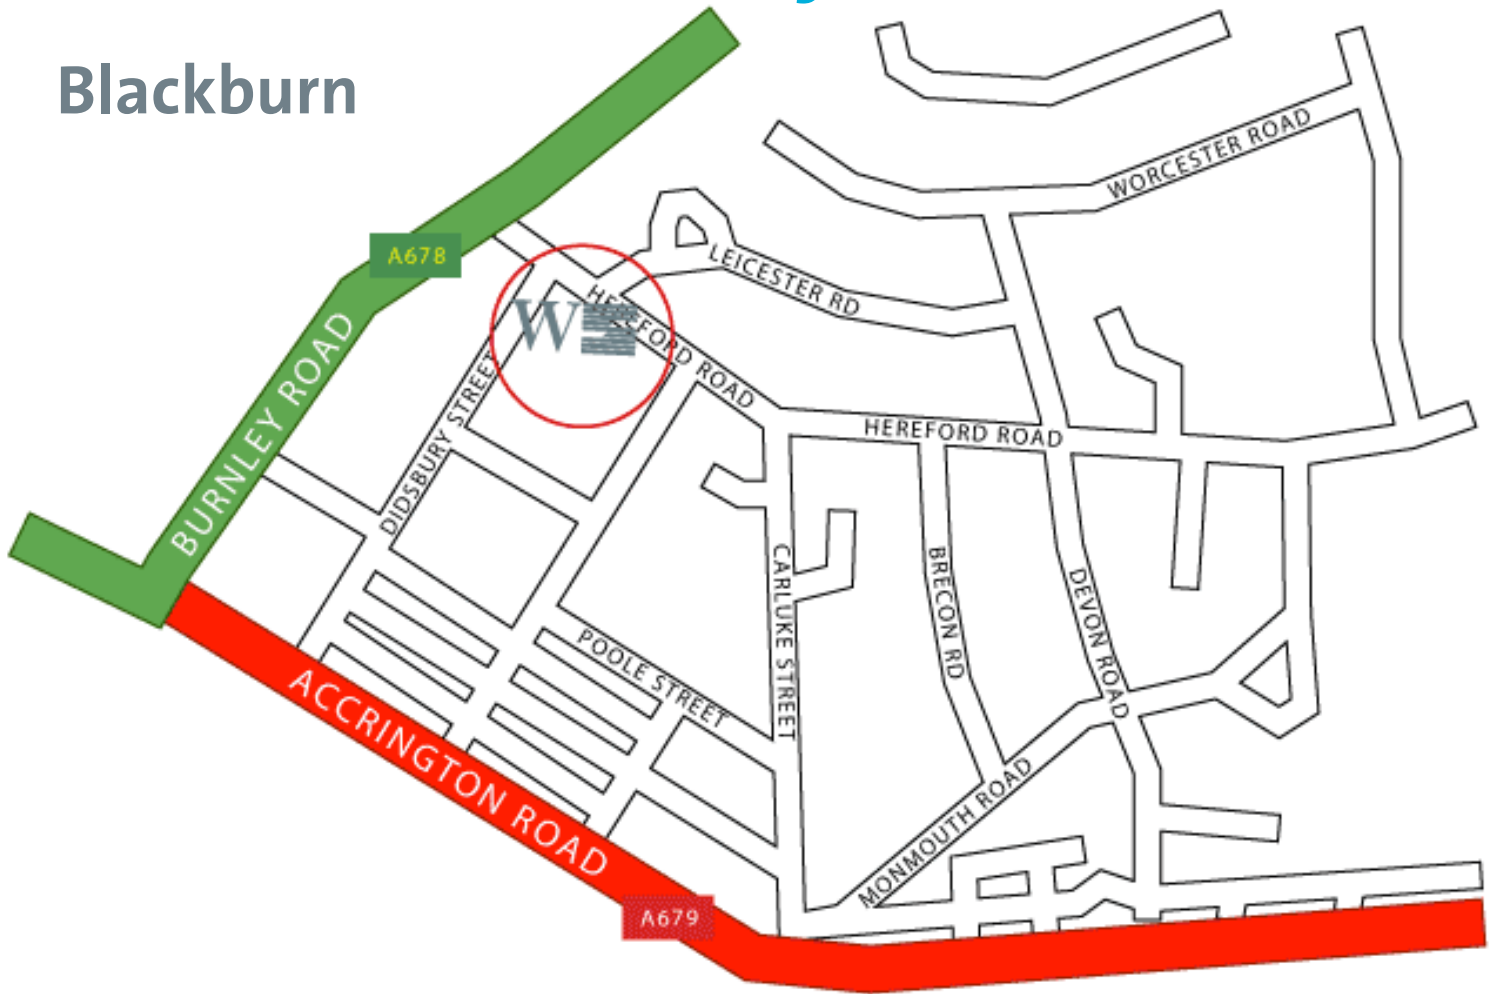 Blackburn
WORCESTER ROAD
A678
LEICESTER RD
HEREFORD ROAD
W
BURNLEY ROAD
DIDSBURY STREET
HEREFORD ROAD
CARLUKE STREET
BRECON RD
DEVON ROAD
POOLE STREET
ACCRINGTON ROAD
MONMOUTH ROAD
A679